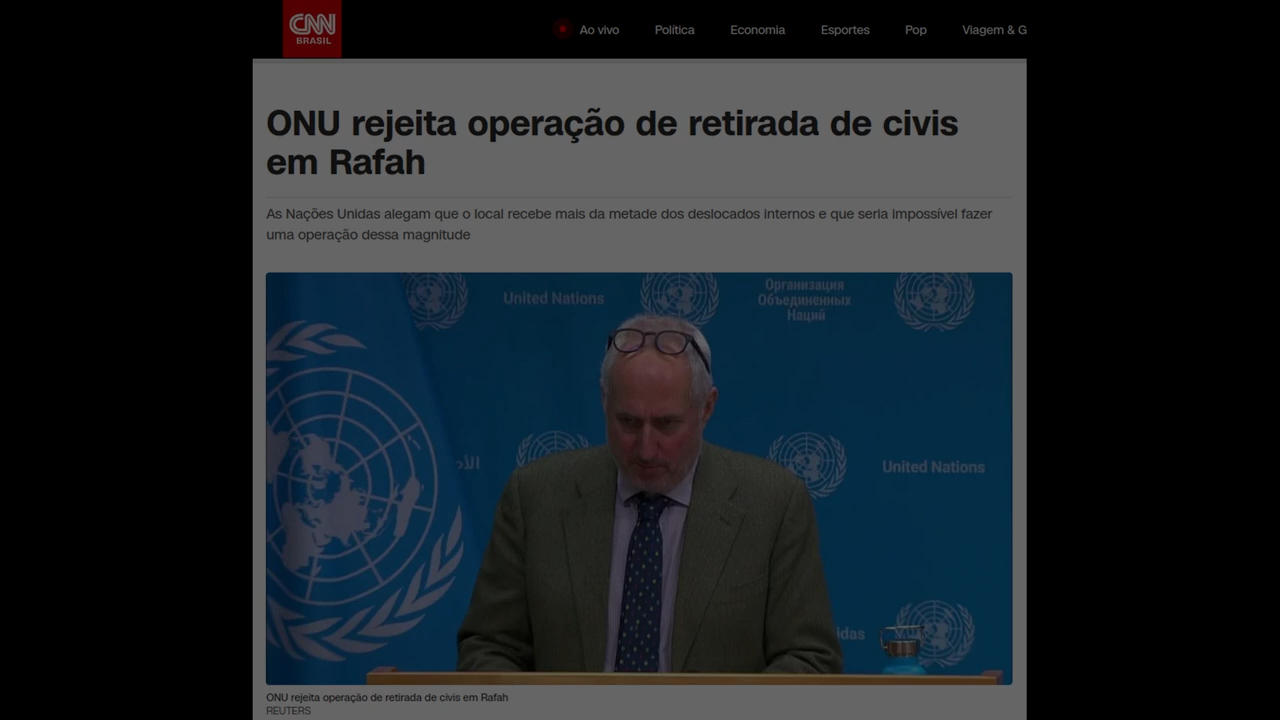 CNN
BRASIL
Ao vivo
Política
Economia
Esportes
Pop
Viagem & G
ONU rejeita operação de retirada de civis
em Rafah
As Nações Unidas alegam que o local recebe mais da metade dos deslocados internos e que seria impossível fazer
uma operação dessa magnitude
United Nations
Организация
Объединенных
Наций
United Nations
idas
ONU rejeita operação de retirada de civis em Rafah
REUTERS